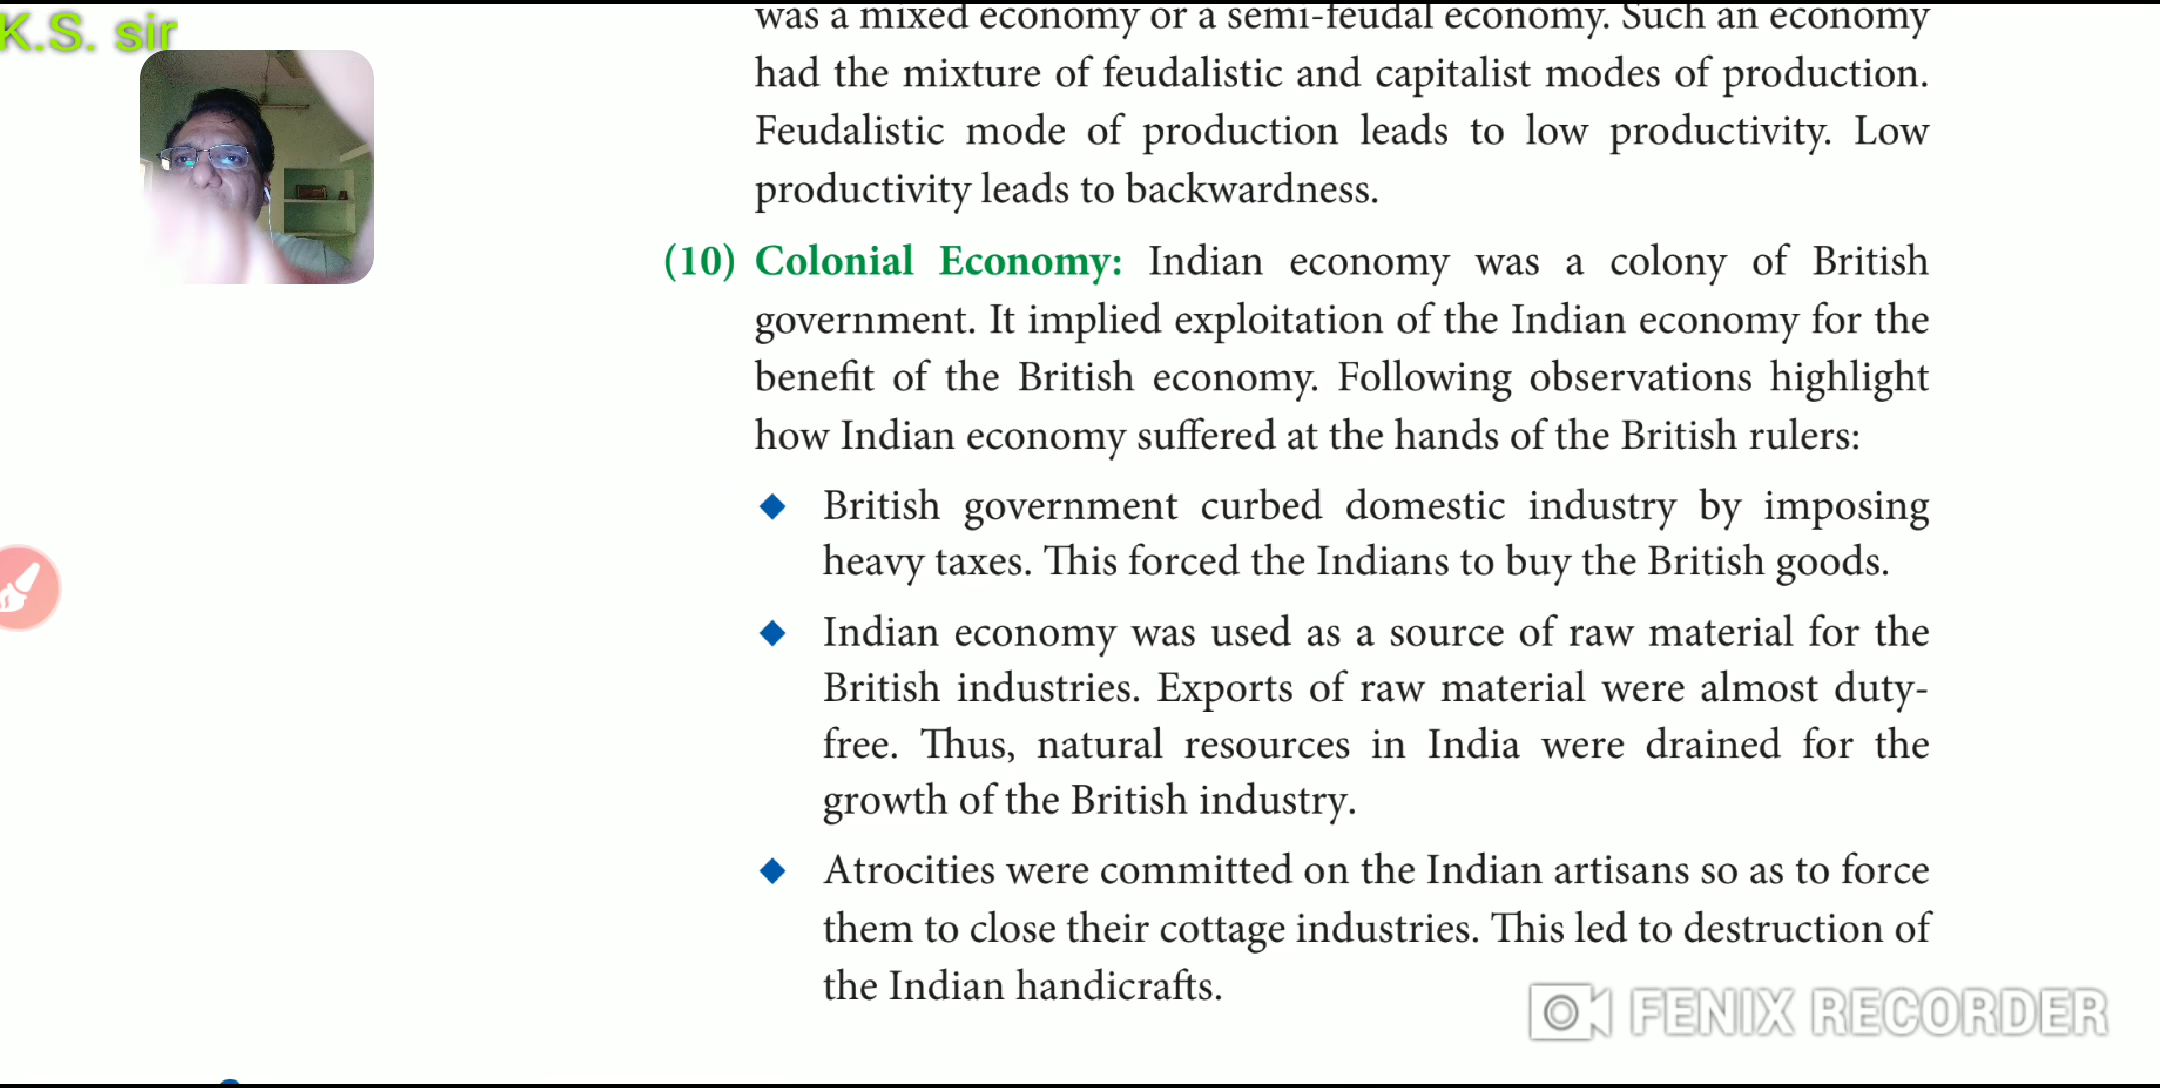 K.S. sir
was a mixed economy or a semi-feudal economy. Such an economy
had the mixture of feudalistic and capitalist modes of production.
Feudalistic mode of production leads to low productivity. Low
productivity leads to backwardness.
(10) Colonial Economy: Indian economy was a colony of British
government. It implied exploitation of the Indian economy for the
benefit of the British economy. Following observations highlight
how Indian economy suffered at the hands of the British rulers:
◆ British government curbed domestic industry by imposing
heavy taxes. This forced the Indians to buy the British goods.
◆ Indian economy was used as a source of raw material for the
British industries. Exports of raw material were almost duty-
free. Thus, natural resources in India were drained for the
growth of the British industry.
◆ Atrocities were committed on the Indian artisans so as to force
them to close their cottage industries. This led to destruction of
the Indian handicrafts.
FENIX RECORDER